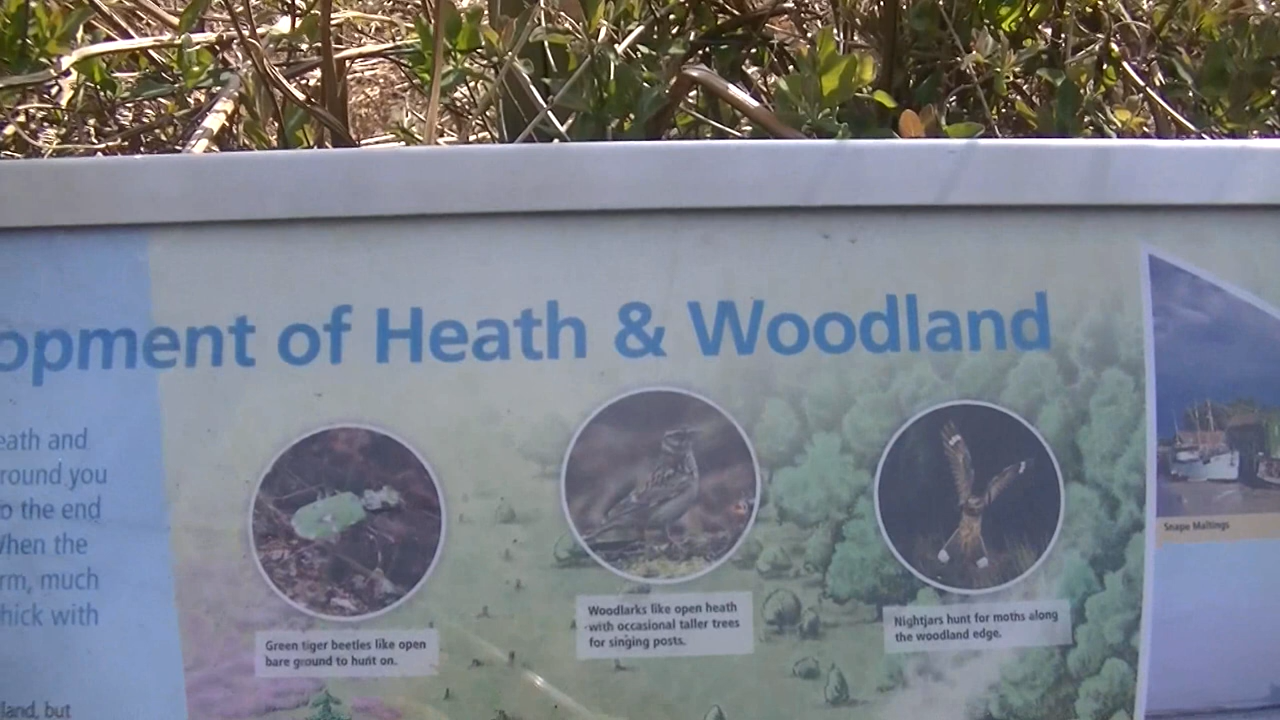 opment of Heath & Woodland
eath and
round you
o the end
When the
rm, much
hick with
land, but
Green tiger beetles like open
bare ground to hunt on.
Woodlarks like open heath
with occasional taller trees
for singing posts.
Nightjars hunt for moths along
the woodland edge.
Snape Maltings